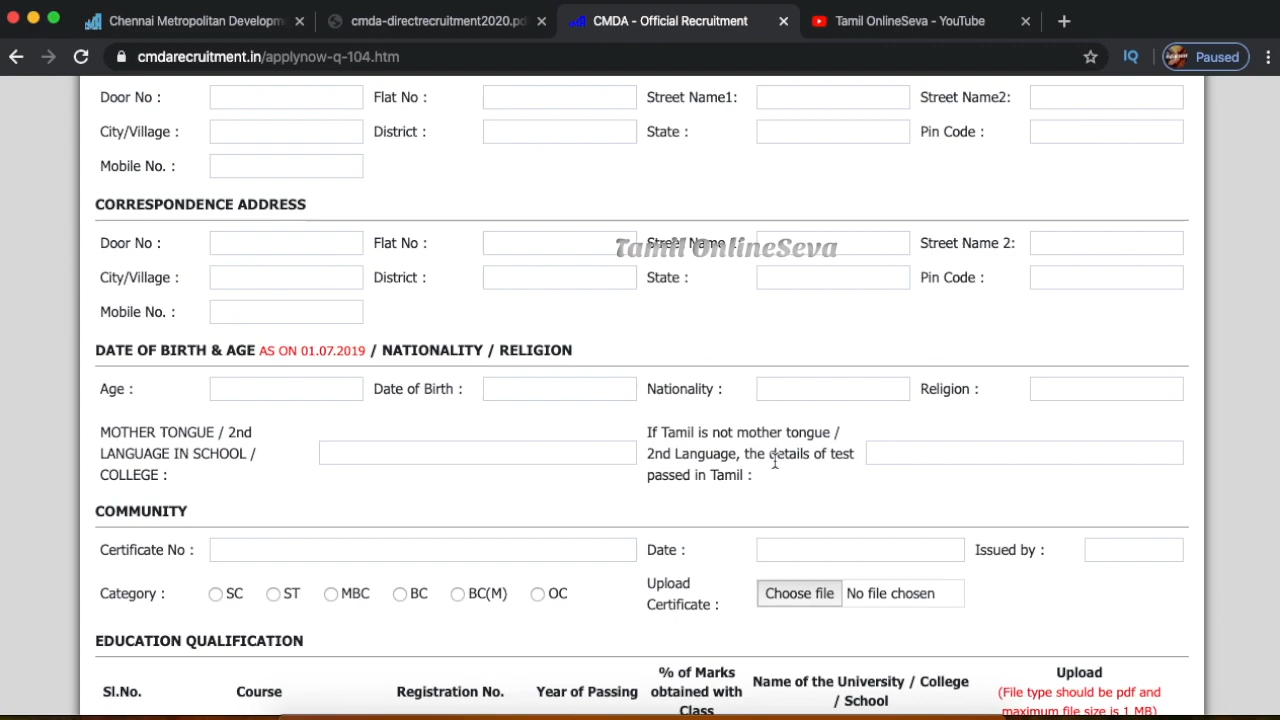 Chennai Metropolitan Developm
cmda-directrecruitment2020.pd
CMDA - Official Recruitment
Tamil OnlineSeva - YouTube
cmdarecruitment.in/applynow-q-104.htm
IQ
Paused
Door No : Flat No : Street Name1: Street Name2:
City/Village : District : State : Pin Code :
Mobile No. :
CORRESPONDENCE ADDRESS
Door No : Flat No : Street Name 1: Street Name 2:
Tamil OnlineSeva
City/Village : District : State : Pin Code :
Mobile No. :
DATE OF BIRTH & AGE AS ON 01.07.2019 / NATIONALITY / RELIGION
Age : Date of Birth : Nationality : Religion :
MOTHER TONGUE / 2nd
LANGUAGE IN SCHOOL /
COLLEGE :
If Tamil is not mother tongue /
2nd Language, the details of test
passed in Tamil :
COMMUNITY
Certificate No : Date : Issued by :
Category : SC ST MBC BC BC(M) OC
Upload
Certificate :
Choose file No file chosen
EDUCATION QUALIFICATION
Sl.No.
Course
Registration No.
Year of Passing
% of Marks
obtained with
Class
Name of the University / College
/ School
Upload
(File type should be pdf and
maximum file size is 1 MB)